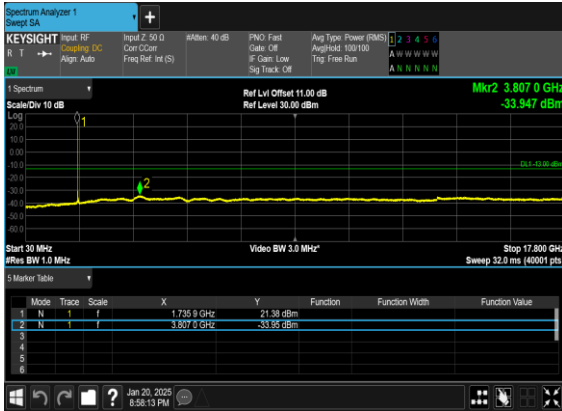 Spectrum Analyzer 1
Swept SA
+
KEYSIGHT Input: RF Input Z: 50 Ω #Atten: 40 dB PNO: Fast Avg Type: Power (RMS) 1 2 3 4 5 6
R T Coupling: DC Corr CCorr Gate: Off Avg|Hold: 100/100 A W W W W W
Align: Auto Freq Ref: Int (S) IF Gain: Low Trig: Free Run
Sig Track: Off A N N N N N
1 Spectrum Ref Lvl Offset 11.00 dB Mkr2 3.807 0 GHz
Scale/Div 10 dB Ref Level 30.00 dBm -33.947 dBm
Log
20.0
10.0
0.00
-10.0
DL1 -13.00 dBm
-20.0
-30.0
-40.0
-50.0
-60.0
1
2
Start 30 MHz Video BW 3.0 MHz* Stop 17.800 GHz
#Res BW 1.0 MHz Sweep 32.0 ms (40001 pts)
5 Marker Table
Mode Trace Scale X Y Function Function Width Function Value
1 N 1 f 1.735 9 GHz 21.38 dBm
2 N 1 f 3.807 0 GHz -33.95 dBm
3
4
5
6
? Jan 20, 2025
8:58:13 PM